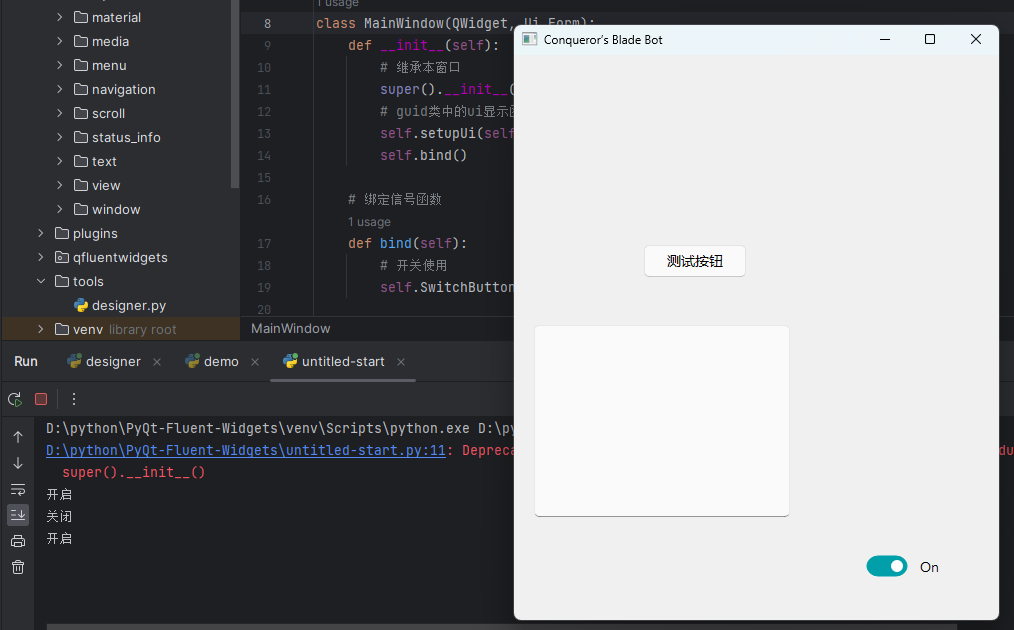 material
media
menu
navigation
scroll
status_info
text
view
window
plugins
qfluentwidgets
tools
designer.py
venv library root
1 usage
8 class MainWindow(QWidget, Ui_Form):
9 def __init__(self):
10 # 继承本窗口
11 super().__init__(
12 # guid类中的ui显示
13 self.setupUi(self
14 self.bind()
15
16 # 绑定信号函数
1 usage
17 def bind(self):
18 # 开关使用
19 self.SwitchButton
20
MainWindow
Conqueror's Blade Bot
测试按钮
On
Run designer demo untitled-start
D:\python\PyQt-Fluent-Widgets\venv\Scripts\python.exe D:\py
D:\python\PyQt-Fluent-Widgets\untitled-start.py:11: Depreca
super().__init__()
开启
关闭
开启